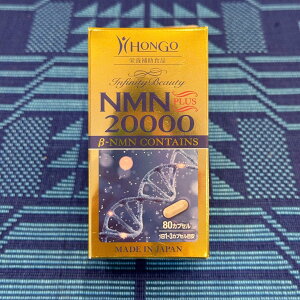 HONGO
栄養補助食品
Infinity Beauty
NMN PLUS
20000
β-NMN CONTAINS
80カプセル
MADE IN JAPAN